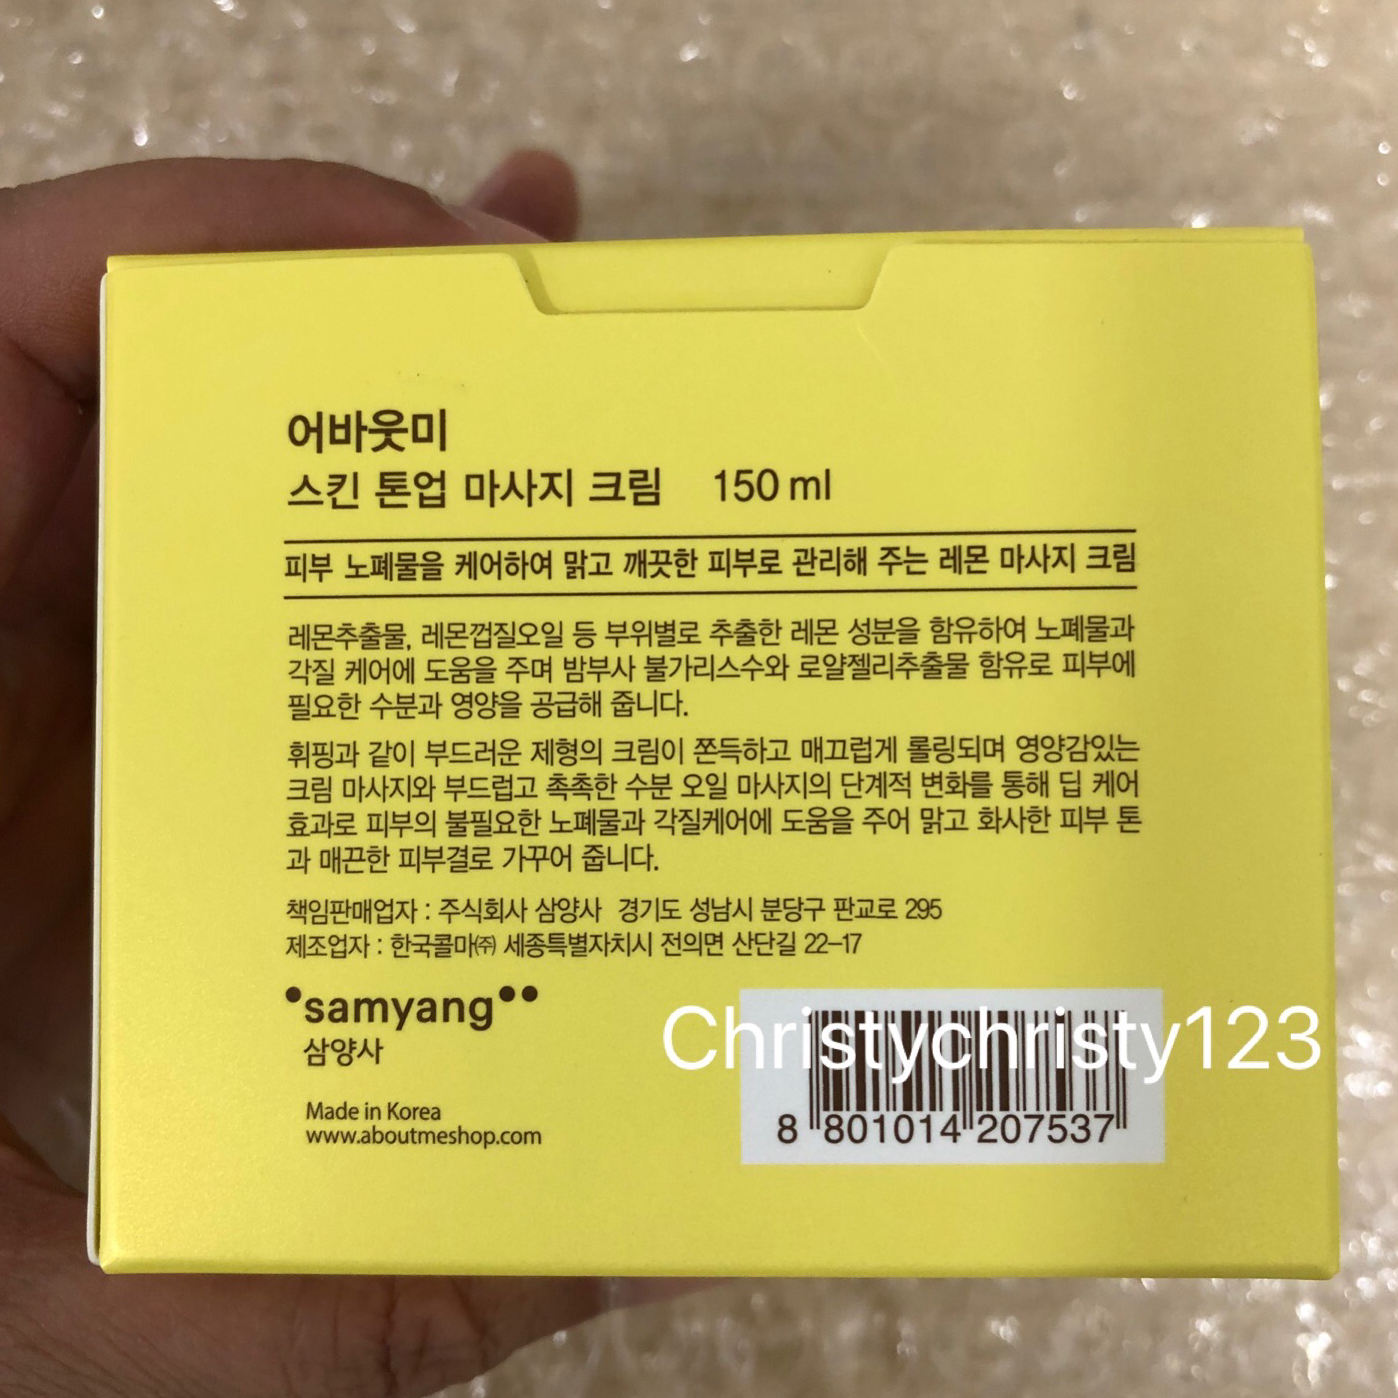 어바웃미
스킨 톤업 마사지 크림 150 ml
피부 노폐물을 케어하여 맑고 깨끗한 피부로 관리해 주는 레몬 마사지 크림
레몬추출물, 레몬껍질오일 등 부위별로 추출한 레몬 성분을 함유하여 노폐물과
각질 케어에 도움을 주며 밤부사 불가리스수와 로얄젤리추출물 함유로 피부에
필요한 수분과 영양을 공급해 줍니다.
휘핑과 같이 부드러운 제형의 크림이 쫀득하고 매끄럽게 롤링되며 영양감있는
크림 마사지와 부드럽고 촉촉한 수분 오일 마사지의 단계적 변화를 통해 딥 케어
효과로 피부의 불필요한 노폐물과 각질케어에 도움을 주어 맑고 화사한 피부 톤
과 매끈한 피부결로 가꾸어 줍니다.
책임판매업자 : 주식회사 삼양사 경기도 성남시 분당구 판교로 295
제조업자 : 한국콜마㈜ 세종특별자치시 전의면 산단길 22-17
samyang
삼양사
Christychristy123
Made in Korea
www.aboutmeshop.com
8 801014 207537